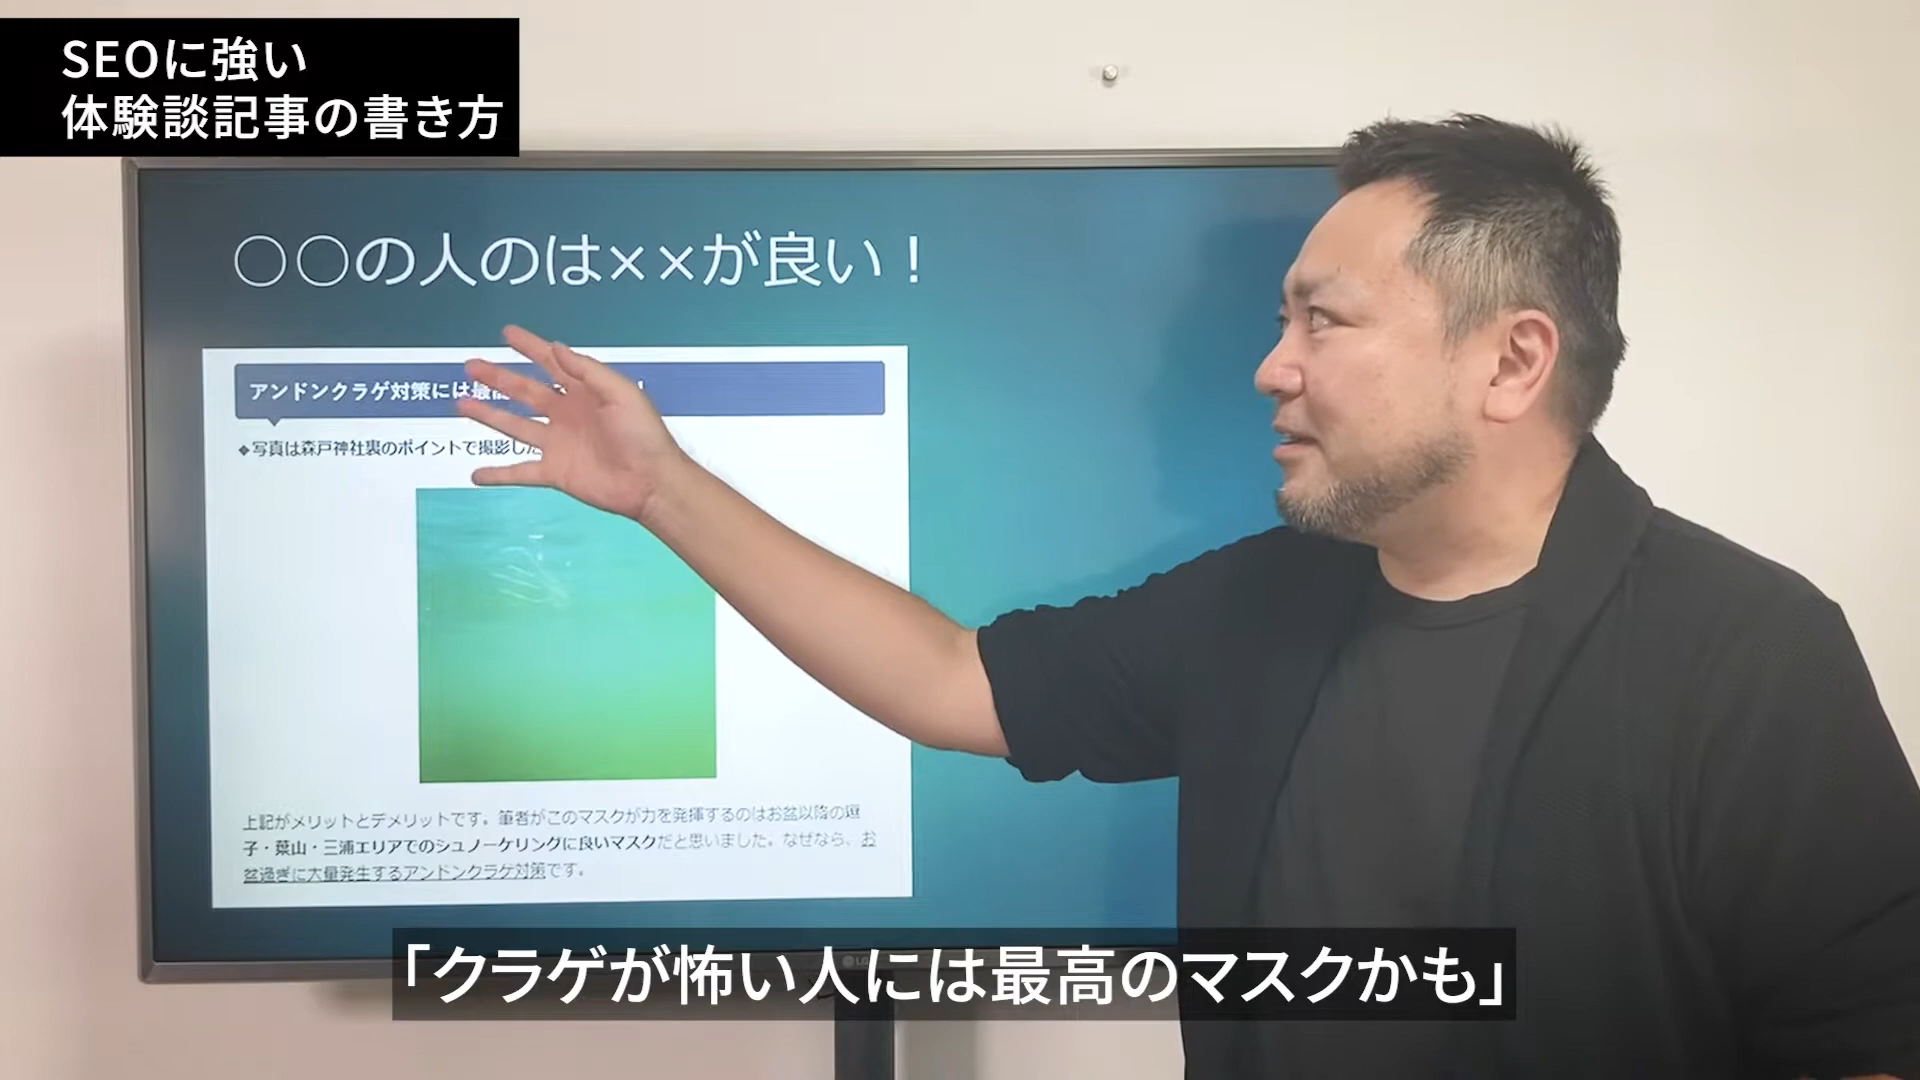 SEOに強い
体験談記事の書き方
○○の人のは××が良い！
アンドンクラゲ対策には最
❖写真は森戸神社裏のポイントで撮影した
上記がメリットとデメリットです。筆者がこのマスクが力を発揮するのはお盆以降の逗
子・葉山・三浦エリアでのシュノーケリングに良いマスクだと思いました。なぜなら、お
盆過ぎに大量発生するアンドンクラゲ対策です。
「クラゲが怖い人には最高のマスクかも」